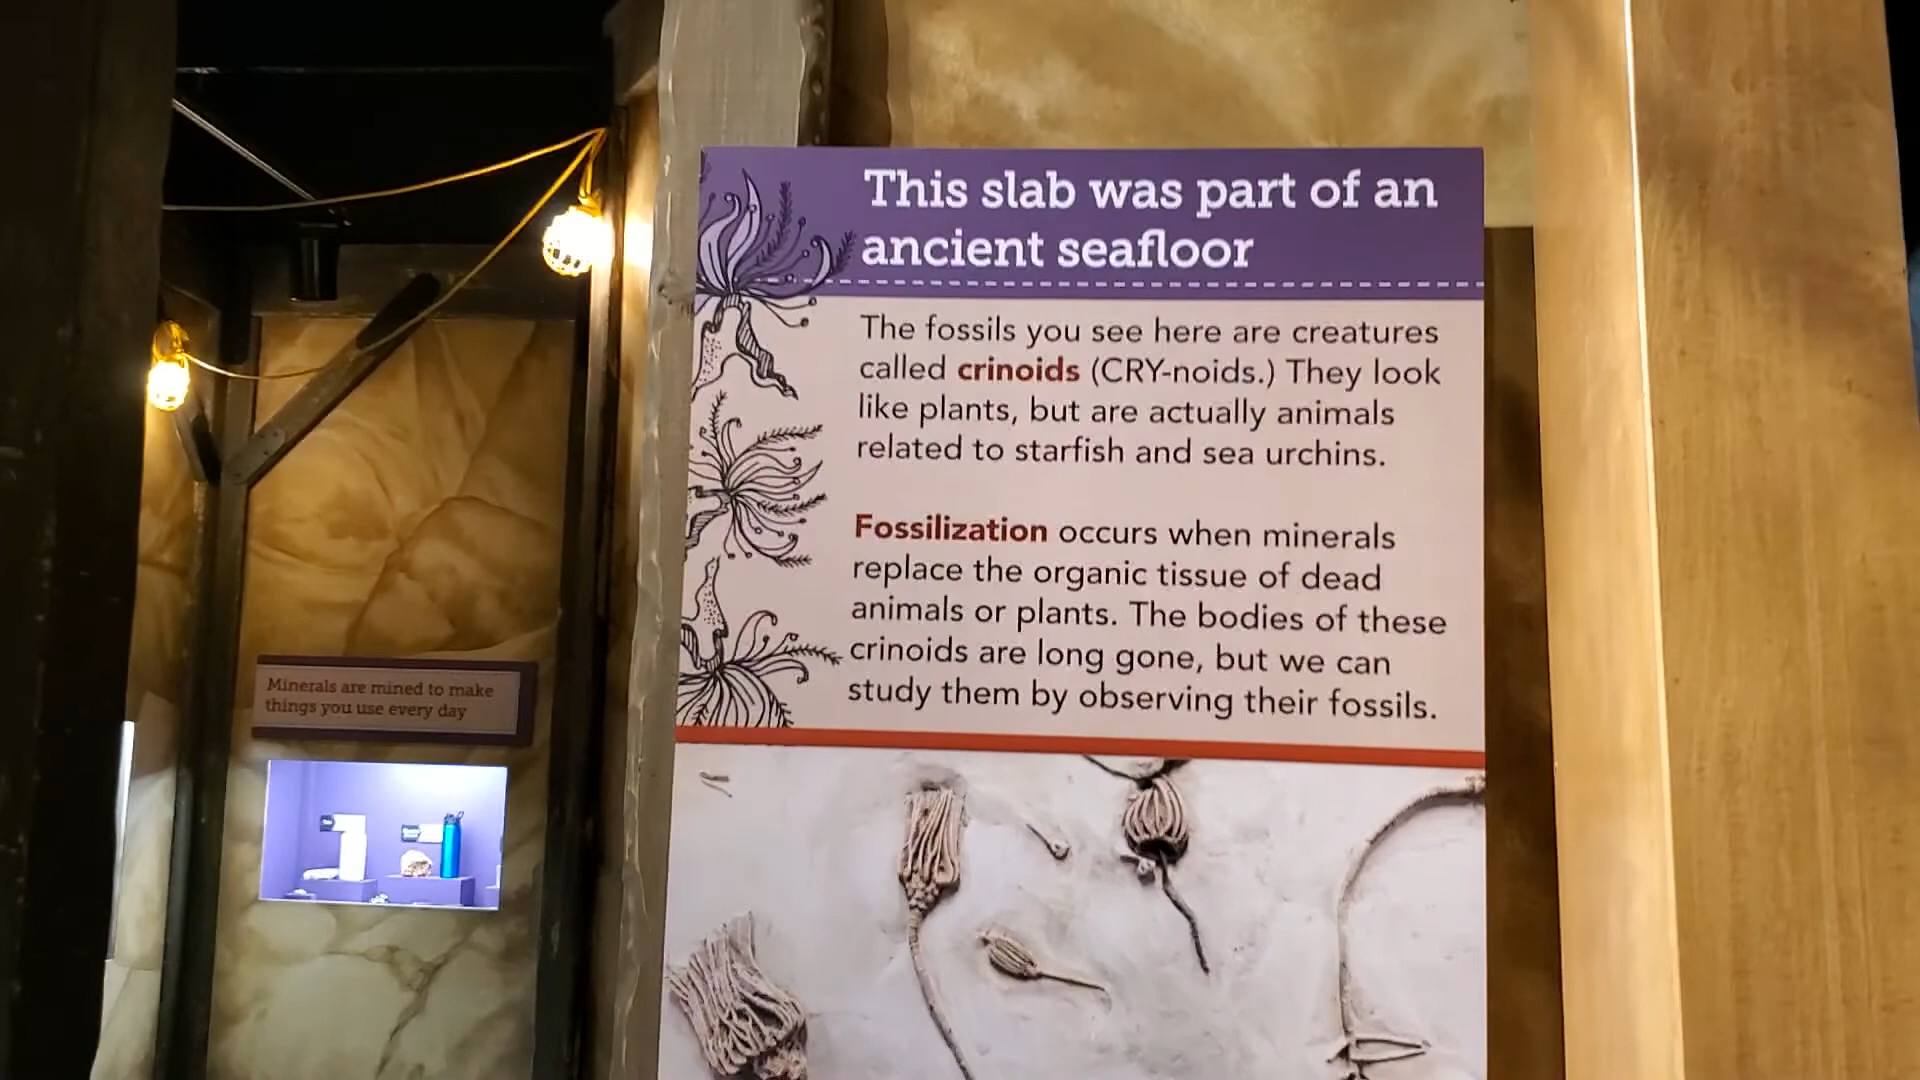 This slab was part of an
ancient seafloor
The fossils you see here are creatures
called crinoids (CRY-noids.) They look
like plants, but are actually animals
related to starfish and sea urchins.
Fossilization occurs when minerals
replace the organic tissue of dead
animals or plants. The bodies of these
crinoids are long gone, but we can
study them by observing their fossils.
Minerals are mined to make
things you use every day